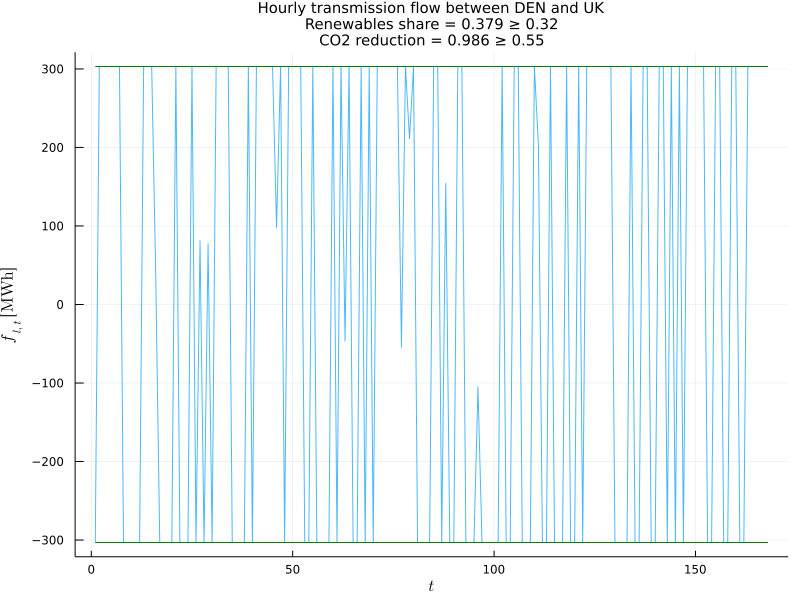 Hourly transmission flow between DEN and UK
Renewables share = 0.379 ≥ 0.32
CO2 reduction = 0.986 ≥ 0.55
300
200
100
0
−100
−200
−300
f l,t [MWh]
0
50
100
150
t